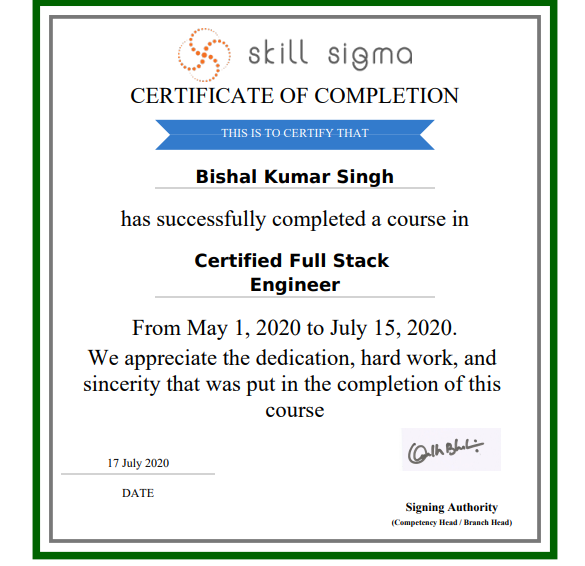 skill sigma
CERTIFICATE OF COMPLETION
THIS IS TO CERTIFY THAT
Bishal Kumar Singh
has successfully completed a course in
Certified Full Stack
Engineer
From May 1, 2020 to July 15, 2020.
We appreciate the dedication, hard work, and
sincerity that was put in the completion of this
course
17 July 2020
DATE
Signing Authority
(Competency Head / Branch Head)